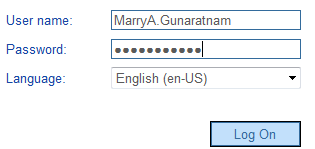 User name: MarryA.Gunaratnam
Password: ●●●●●●●●●●●
Language: English (en-US)
Log On